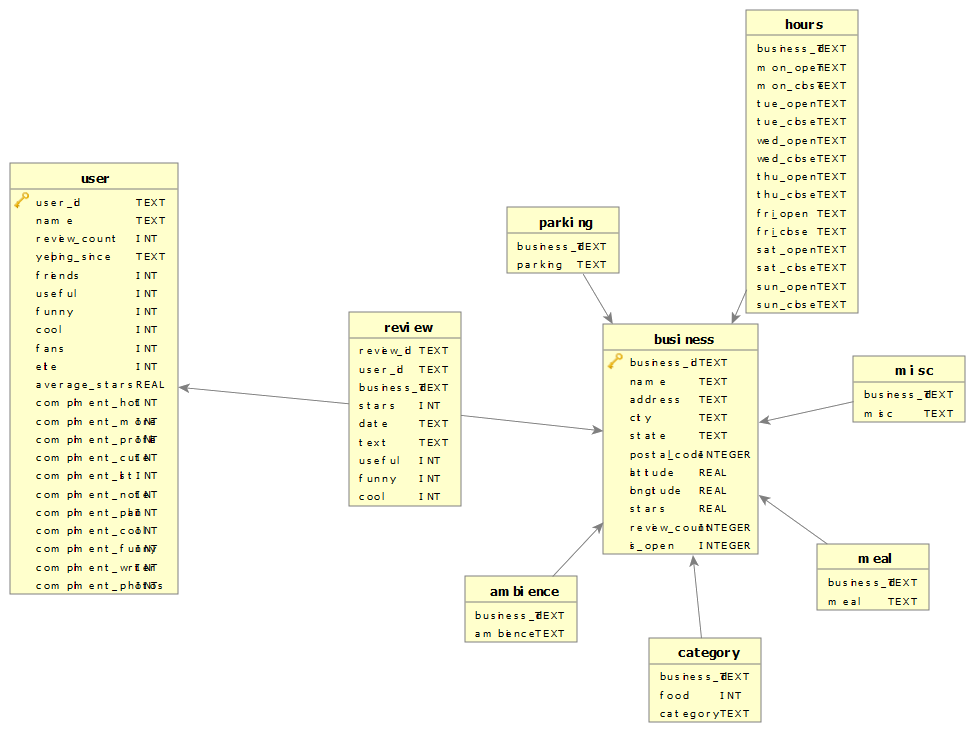 hours
business_id TEXT
mon_open TEXT
mon_close TEXT
tue_open TEXT
tue_close TEXT
wed_open TEXT
wed_close TEXT
thu_open TEXT
thu_close TEXT
fri_open TEXT
fri_close TEXT
sat_open TEXT
sat_close TEXT
sun_open TEXT
sun_close TEXT
user
user_id TEXT
name TEXT
review_count INT
yelping_since TEXT
friends INT
useful INT
funny INT
cool INT
fans INT
elite INT
average_stars REAL
compliment_hot INT
compliment_more INT
compliment_profile INT
compliment_cute INT
compliment_list INT
compliment_note INT
compliment_plain INT
compliment_cool INT
compliment_funny INT
compliment_writer INT
compliment_photos INT
parking
business_id TEXT
parking TEXT
review
review_id TEXT
user_id TEXT
business_id TEXT
stars INT
date TEXT
text TEXT
useful INT
funny INT
cool INT
business
business_id TEXT
name TEXT
address TEXT
city TEXT
state TEXT
postal_code INTEGER
latitude REAL
longitude REAL
stars REAL
review_count INTEGER
is_open INTEGER
misc
business_id TEXT
misc TEXT
meal
business_id TEXT
meal TEXT
ambience
business_id TEXT
ambience TEXT
category
business_id TEXT
food INT
category TEXT